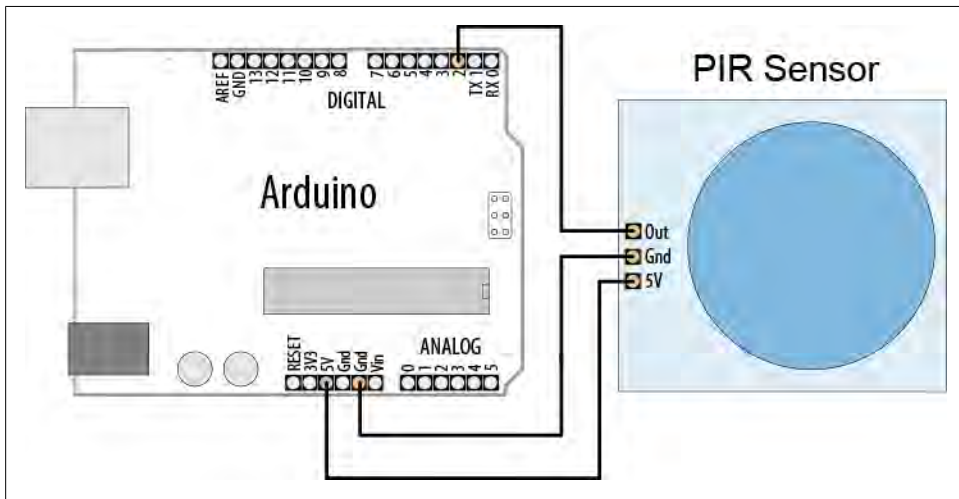 AREF GND 13 12 11 10 9 8 7 6 5 4 3 2 TX 1 RX 0
DIGITAL
PIR Sensor
Arduino
Out
Gnd
5V
RESET 3V3 5V Gnd Gnd Vin
ANALOG
0 1 2 3 4 5